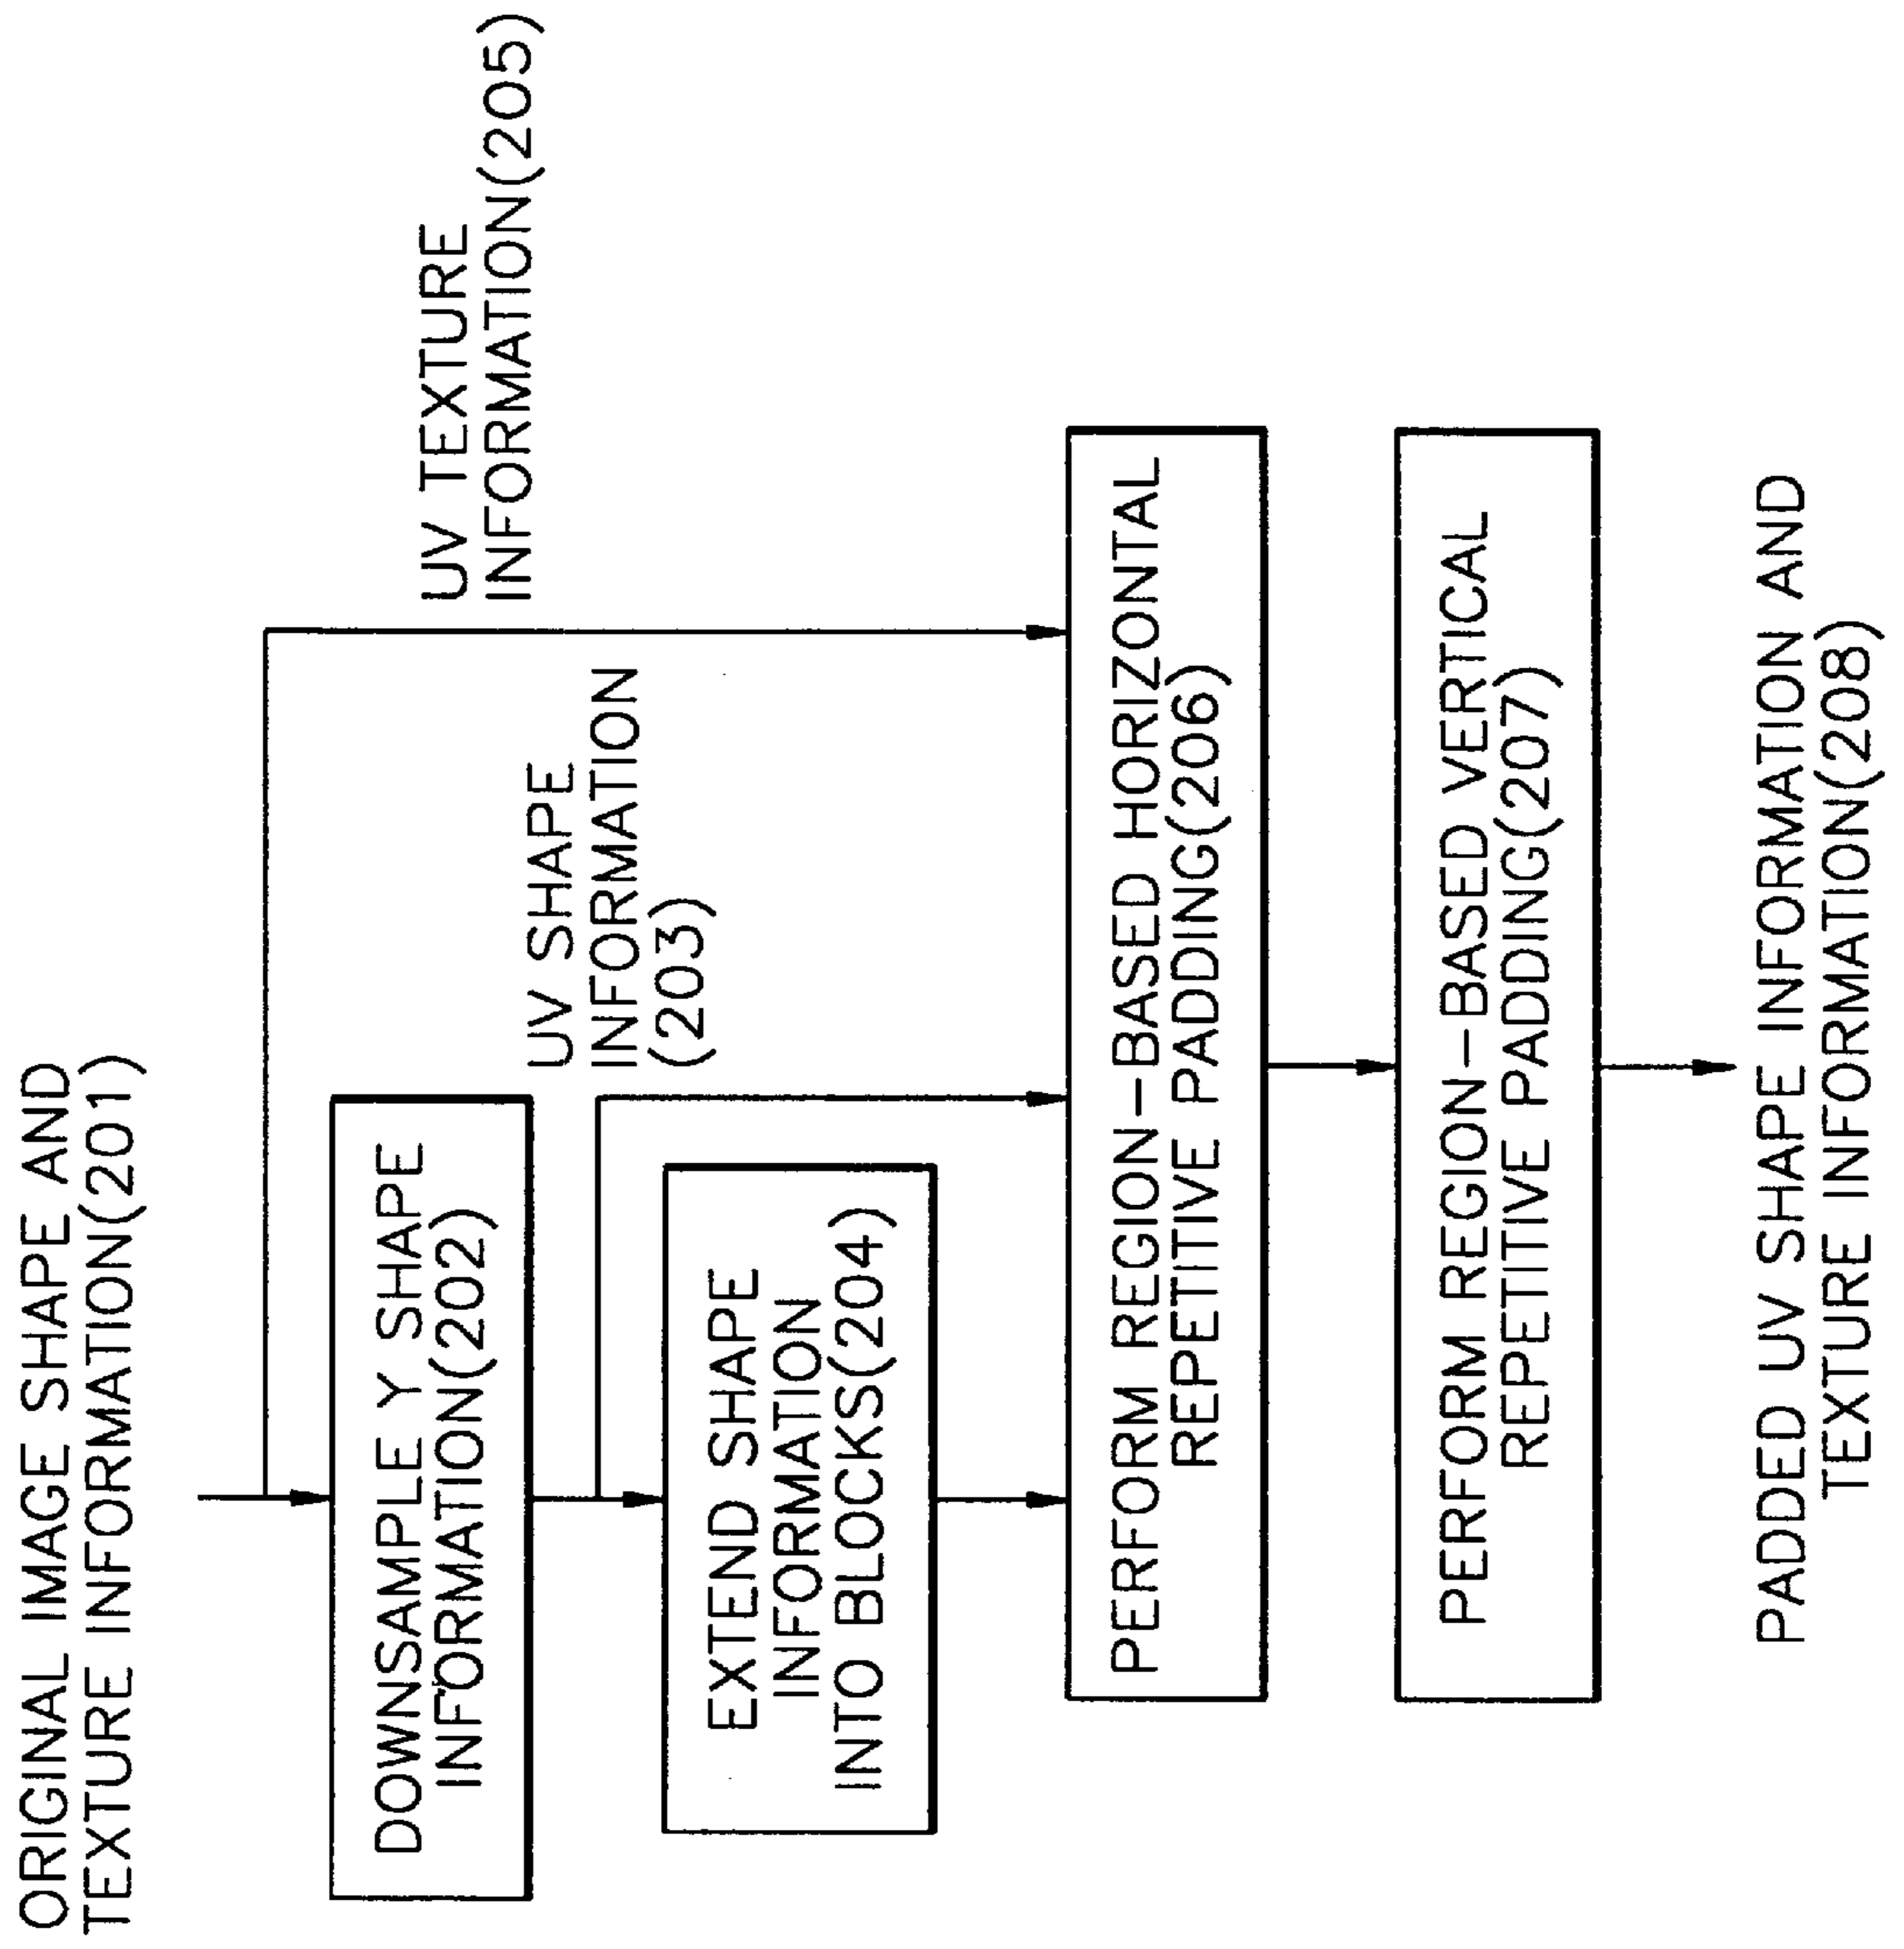 ORIGINAL IMAGE SHAPE AND
TEXTURE INFORMATION(201)
UV TEXTURE
INFORMATION(205)
DOWNSAMPLE Y SHAPE
INFORMATION(202)
UV SHAPE
INFORMATION
(203)
EXTEND SHAPE
INFORMATION
INTO BLOCKS(204)
PERFORM REGION-BASED HORIZONTAL
REPETITIVE PADDING(206)
PERFORM REGION-BASED VERTICAL
REPETITIVE PADDING(207)
PADDED UV SHAPE INFORMATION AND
TEXTURE INFORMATION(208)